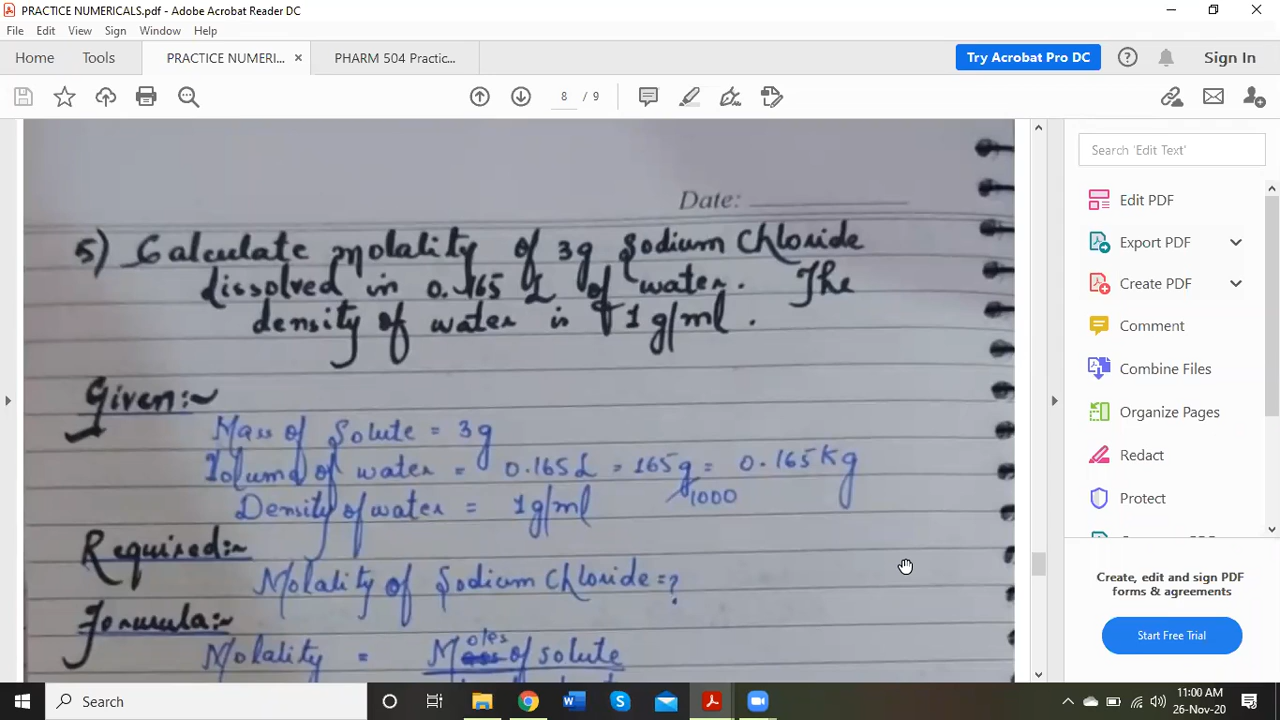 PRACTICE NUMERICALS.pdf - Adobe Acrobat Reader DC
File Edit View Sign Window Help
Home Tools PRACTICE NUMERI... × PHARM 504 Practic... Try Acrobat Pro DC Sign In
8 / 9
Search 'Edit Text'
Date:
5) Calculate molality of 3g Sodium Chloride
dissolved in 0.165 L of water. The
density of water is 1 g/ml.
Given:~
Mass of Solute = 3g
Volume of water = 0.165L = 165g = 0.165Kg
/1000
Density of water = 1g/ml
Required:~
Molality of Sodium Chloride=?
Formula:~
Molality = Moles of solute
Edit PDF
Export PDF
Create PDF
Comment
Combine Files
Organize Pages
Redact
Protect
Create, edit and sign PDF
forms & agreements
Start Free Trial
Search
11:00 AM
26-Nov-20